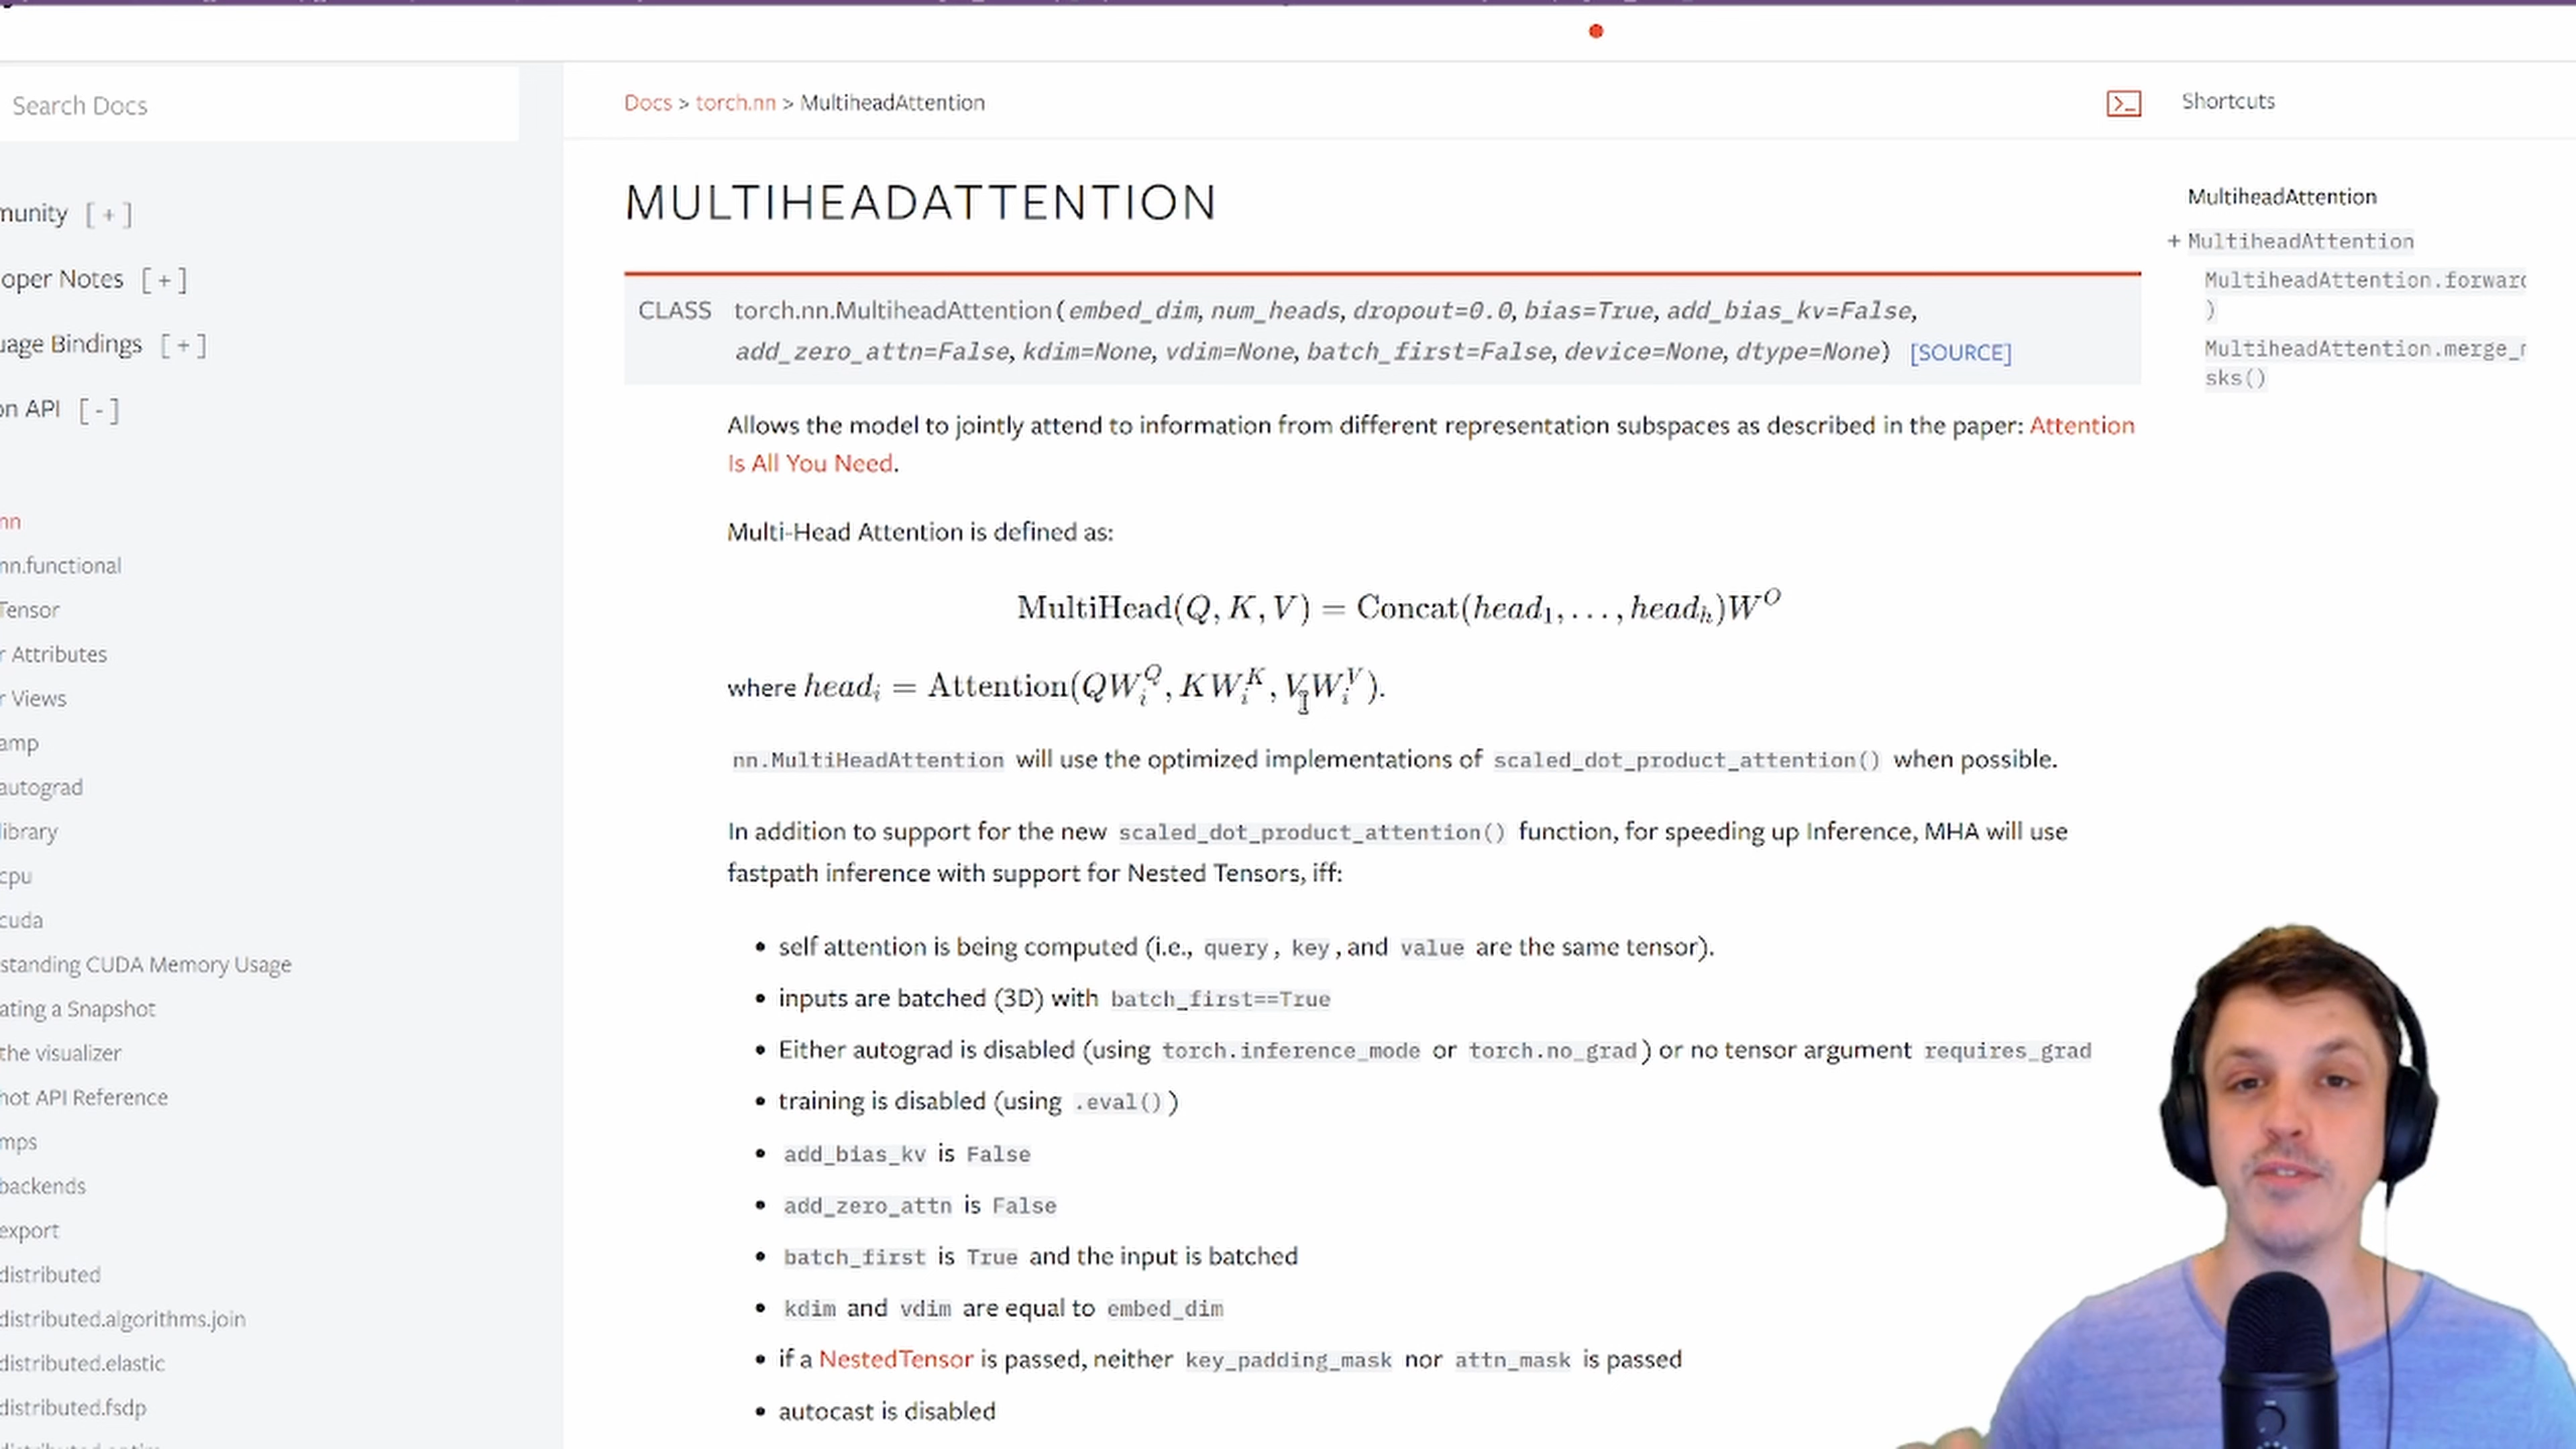 Search Docs
munity [ + ]
oper Notes [ + ]
uage Bindings [ + ]
on API [ - ]
nn
nn.functional
Tensor
r Attributes
r Views
amp
autograd
library
cpu
cuda
standing CUDA Memory Usage
ating a Snapshot
the visualizer
hot API Reference
mps
backends
export
distributed
distributed.algorithms.join
distributed.elastic
distributed.fsdp
Docs > torch.nn > MultiheadAttention
MULTIHEADATTENTION
CLASS torch.nn.MultiheadAttention(embed_dim, num_heads, dropout=0.0, bias=True, add_bias_kv=False,
add_zero_attn=False, kdim=None, vdim=None, batch_first=False, device=None, dtype=None) [SOURCE]
Allows the model to jointly attend to information from different representation subspaces as described in the paper: Attention
Is All You Need.
Multi-Head Attention is defined as:
MultiHead(Q, K, V) = Concat(head_1, . . . , head_h)W^O
where head_i = Attention(QW_i^Q, KW_i^K, VW_i^V).
nn.MultiHeadAttention will use the optimized implementations of scaled_dot_product_attention() when possible.
In addition to support for the new scaled_dot_product_attention() function, for speeding up Inference, MHA will use
fastpath inference with support for Nested Tensors, iff:
• self attention is being computed (i.e., query, key, and value are the same tensor).
• inputs are batched (3D) with batch_first==True
• Either autograd is disabled (using torch.inference_mode or torch.no_grad) or no tensor argument requires_grad
• training is disabled (using .eval())
• add_bias_kv is False
• add_zero_attn is False
• batch_first is True and the input is batched
• kdim and vdim are equal to embed_dim
• if a NestedTensor is passed, neither key_padding_mask nor attn_mask is passed
• autocast is disabled
Shortcuts
MultiheadAttention
+ MultiheadAttention
MultiheadAttention.forward
)
MultiheadAttention.merge_m
sks()